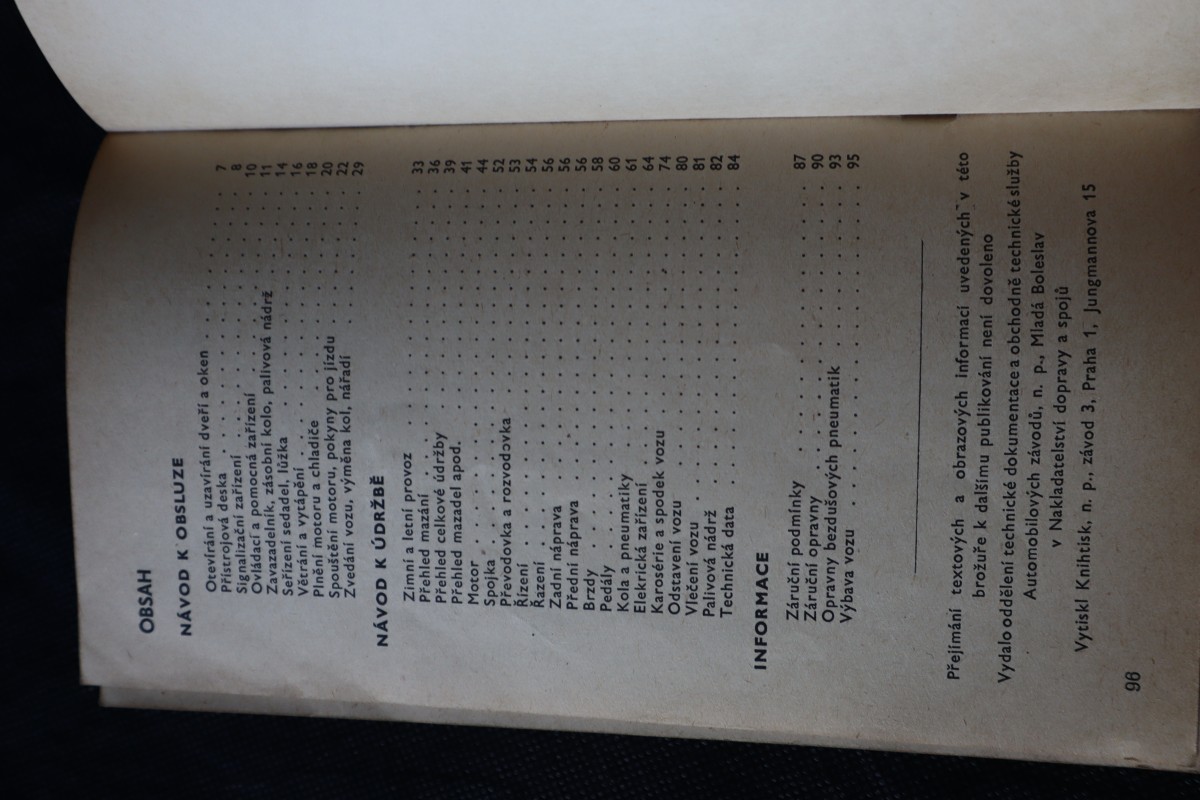 OBSAH
NÁVOD K OBSLUZE
Otevírání a uzavírání dveří a oken . . . . . . . . . 7
Přístrojová deska . . . . . . . . . 8
Signalizační zařízení . . . . . . . . . 10
Ovládací a pomocná zařízení . . . . . . . . . 11
Zavazadelník, zásobní kolo, palivová nádrž . . . . . . 14
Seřízení sedadel, lůžka . . . . . . . . . 16
Větrání a vytápění . . . . . . . . . 18
Plnění motoru a chladiče . . . . . . . . . 20
Spouštění motoru, pokyny pro jízdu . . . . . . . . . 22
Zvedání vozu, výměna kol, nářadí . . . . . . . . . 29
NÁVOD K ÚDRŽBĚ
Zimní a letní provoz . . . . . . . . . 33
Přehled mazání . . . . . . . . . 36
Přehled celkové údržby . . . . . . . . . 39
Přehled mazadel apod. . . . . . . . . . 41
Motor . . . . . . . . . 44
Spojka . . . . . . . . . 52
Převodovka a rozvodovka . . . . . . . . . 53
Řízení . . . . . . . . . 54
Řazení . . . . . . . . . 56
Zadní náprava . . . . . . . . . 56
Přední náprava . . . . . . . . . 56
Brzdy . . . . . . . . . 58
Pedály . . . . . . . . . 60
Kola a pneumatiky . . . . . . . . . 61
Elektrická zařízení . . . . . . . . . 64
Karosérie a spodek vozu . . . . . . . . . 74
Odstavení vozu . . . . . . . . . 80
Vlečení vozu . . . . . . . . . 81
Palivová nádrž . . . . . . . . . 82
Technická data . . . . . . . . . 84
INFORMACE
Záruční podmínky . . . . . . . . . 87
Záruční opravny . . . . . . . . . 90
Opravny bezdušových pneumatik . . . . . . . . . 93
Výbava vozu . . . . . . . . . 95
Přejímání textových a obrazových informací uvedených v této
brožuře k dalšímu publikování není dovoleno
Vydalo oddělení technické dokumentace a obchodně technické služby
Automobilových závodů, n. p., Mladá Boleslav
v Nakladatelství dopravy a spojů
Vytiskl Knihtisk, n. p., závod 3, Praha 1, Jungmannova 15
96